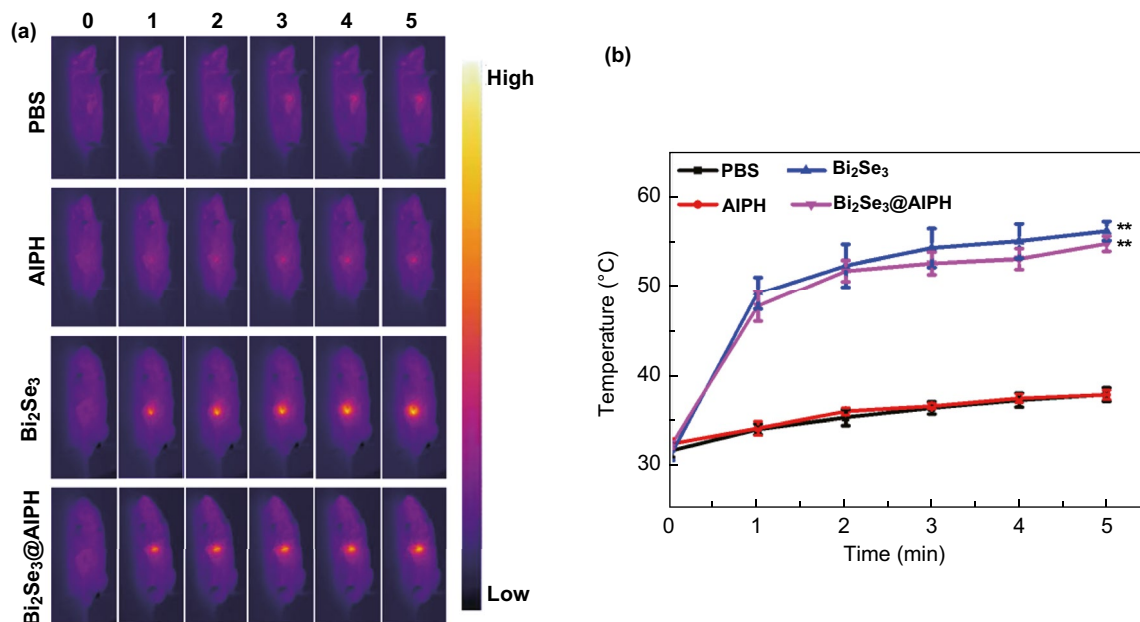 (a)
0 1 2 3 4 5
PBS
AIPH
Bi₂Se₃
Bi₂Se₃@AIPH
High
Low
(b)
PBS
Bi₂Se₃
AIPH
Bi₂Se₃@AIPH
**
**
Temperature (°C)
60
50
40
30
0 1 2 3 4 5
Time (min)